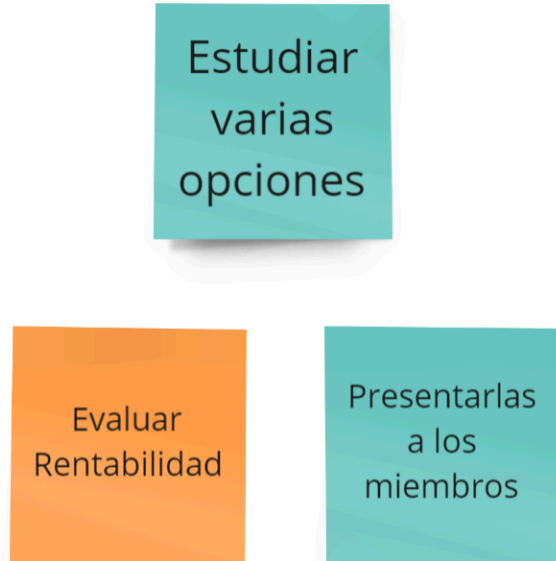 Estudiar
varias
opciones
Evaluar
Rentabilidad
Presentarlas
a los
miembros